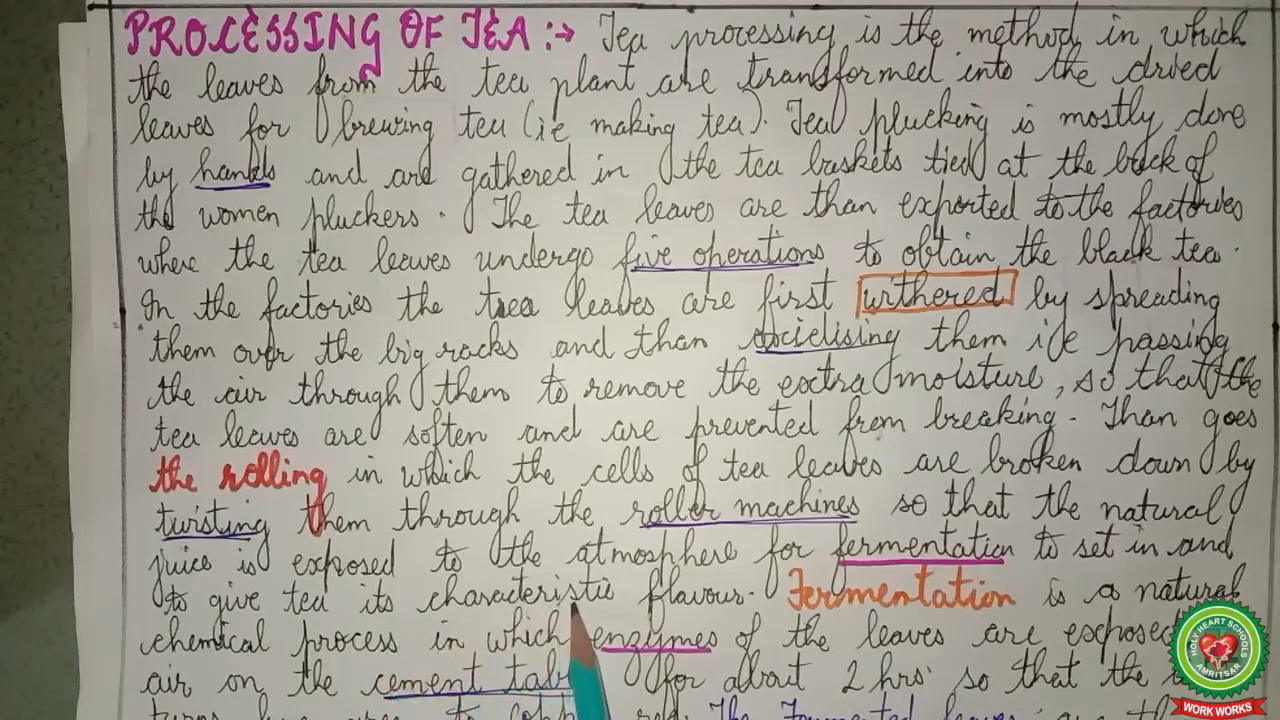 PROCESSING OF TEA :→ Tea processing is the method in which
the leaves from the tea plant are transformed into the dried
leaves for brewing tea (ie making tea). Tea plucking is mostly done
by hands and are gathered in the tea baskets tied at the back of
the women pluckers. The tea leaves are than exported to the factories
where the tea leaves undergo five operations to obtain the black tea.
In the factories the tea leaves are first withered by spreading
them over the big racks and than them ie passing
the air through them to remove the extra moisture, so that the
tea leaves are soften and are prevented from breaking. Than goes
the rolling in which the cells of tea leaves are broken down by
twisting them through the roller machines so that the natural
juice is exposed to the atmosphere for fermentation to set in and
to give tea its characteristic flavour. Fermentation is a natural
chemical process in which enzymes of the leaves are exposed
air on the cement for about 2 hrs so that the
The fermented leaves
HOLY HEART SCHOOLS
AMRITSAR
WORK WORKS